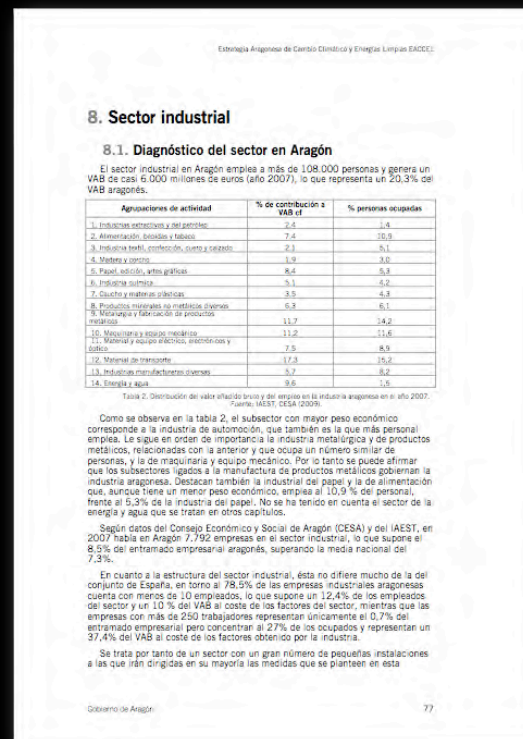 Estrategia Aragonesa de Cambio Climático y Energías Limpias EACCEL
8. Sector industrial
8.1. Diagnóstico del sector en Aragón
El sector industrial en Aragón emplea a más de 108.000 personas y genera un
VAB de casi 6.000 millones de euros (año 2007), lo que representa un 20,3% del
VAB aragonés.
Agrupaciones de actividad % de contribución a VAB cf % personas ocupadas
1. Industrias extractivas y del petróleo 2,4 1,4
2. Alimentación, bebidas y tabaco 7,4 10,9
3. Industria textil, confección, cuero y calzado 2,1 5,1
4. Madera y corcho 1,9 3,0
5. Papel, edición, artes gráficas 8,4 5,3
6. Industria química 5,1 4,2
7. Caucho y materias plásticas 3,5 4,3
8. Productos minerales no metálicos diversos 6,3 6,1
9. Metalurgia y fabricación de productos
metálicos 11,7 14,2
10. Maquinaria y equipo mecánico 11,2 11,6
11. Material y equipo eléctrico, electrónicos y
óptico 7,5 8,9
12. Material de transporte 17,3 15,2
13. Industrias manufactureras diversas 5,7 8,2
14. Energía y agua 9,6 1,5
Tabla 2. Distribución del valor añadido bruto y del empleo en la industria aragonesa en el año 2007.
Fuente: IAEST, CESA (2009).
Como se observa en la tabla 2, el subsector con mayor peso económico
corresponde a la industria de automoción, que también es la que más personal
emplea. Le sigue en orden de importancia la industria metalúrgica y de productos
metálicos, relacionadas con la anterior y que ocupa un número similar de
personas, y la de maquinaria y equipo mecánico. Por lo tanto se puede afirmar
que los subsectores ligados a la manufactura de productos metálicos gobiernan la
industria aragonesa. Destacan también la industrial del papel y la de alimentación
que, aunque tiene un menor peso económico, emplea al 10,9 % del personal,
frente al 5,3% de la industria del papel. No se ha tenido en cuenta el sector de la
energía y agua que se tratan en otros capítulos.
Según datos del Consejo Económico y Social de Aragón (CESA) y del IAEST, en
2007 había en Aragón 7.792 empresas en el sector industrial, lo que supone el
8,5% del entramado empresarial aragonés, superando la media nacional del
7,3%.
En cuanto a la estructura del sector industrial, ésta no difiere mucho de la del
conjunto de España, en torno al 78,5% de las empresas industriales aragonesas
cuenta con menos de 10 empleados, lo que supone un 12,4% de los empleados
del sector y un 10 % del VAB al coste de los factores del sector, mientras que las
empresas con más de 250 trabajadores representan únicamente el 0,7% del
entramado empresarial pero concentran al 27% de los ocupados y representan un
37,4% del VAB al coste de los factores obtenido por la industria.
Se trata por tanto de un sector con un gran número de pequeñas instalaciones
a las que irán dirigidas en su mayoría las medidas que se planteen en esta
Gobierno de Aragón 77